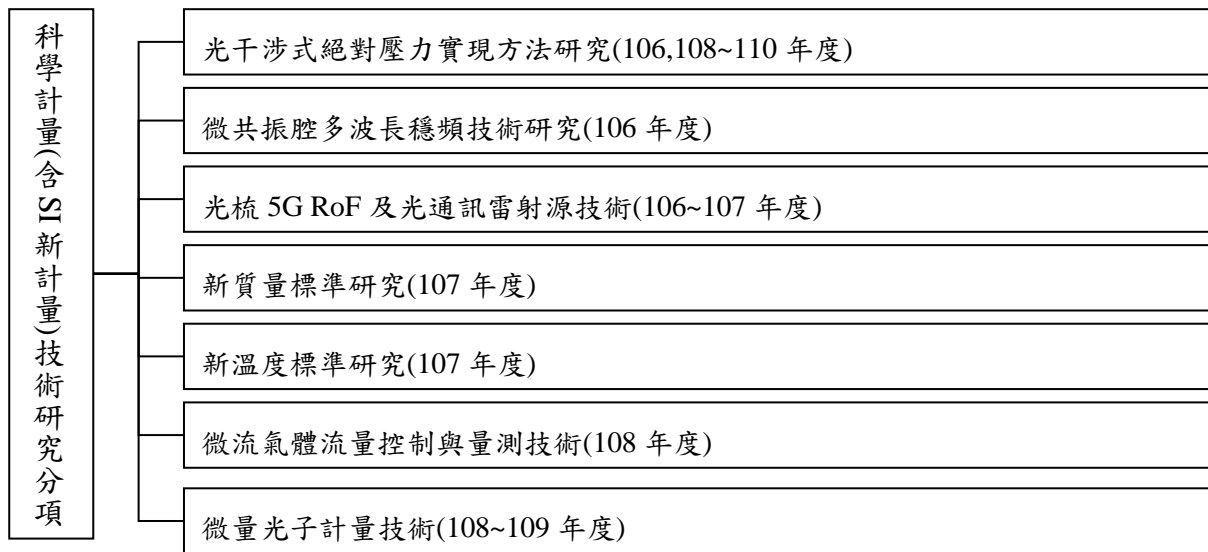 科學計量(含 SI 新計量)技術研究分項
光干涉式絕對壓力實現方法研究(106,108~110 年度)
微共振腔多波長穩頻技術研究(106 年度)
光梳 5G RoF 及光通訊雷射源技術(106~107 年度)
新質量標準研究(107 年度)
新溫度標準研究(107 年度)
微流氣體流量控制與量測技術(108 年度)
微量光子計量技術(108~109 年度)